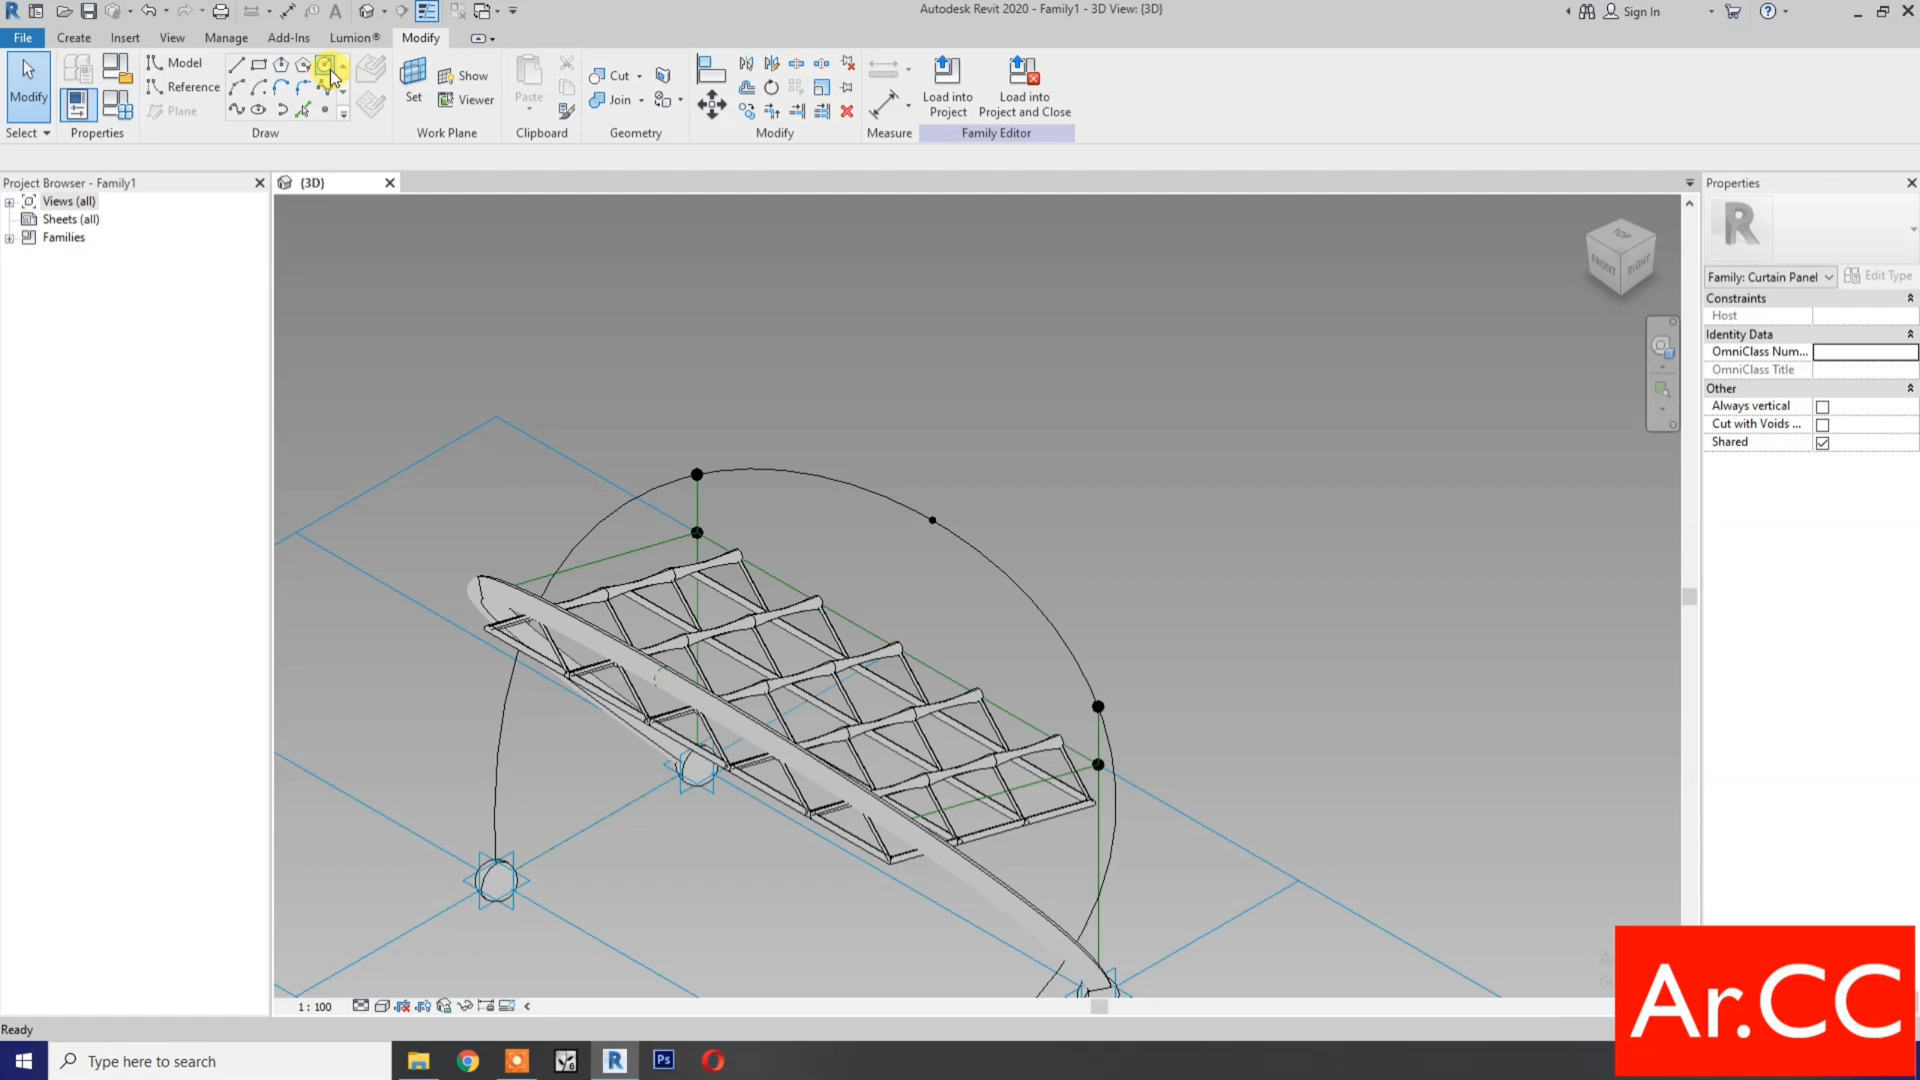 Autodesk Revit 2020 - Family1 - 3D View: {3D}
Sign In
File Create Insert View Manage Add-Ins Lumion® Modify
Modify
Model
Reference
Plane
Set
Show
Viewer
Paste
Cut
Join
Load into Project
Load into Project and Close
Select Properties Draw Work Plane Clipboard Geometry Modify Measure Family Editor
Project Browser - Family1
Views (all)
Sheets (all)
Families
{3D}
TOP
FRONT
RIGHT
Properties
R
Family: Curtain Panel
Edit Type
Constraints
Host
Identity Data
OmniClass Num...
OmniClass Title
Other
Always vertical
Cut with Voids ...
Shared
1 : 100
Ready
Ar.CC
Type here to search
R
Ps